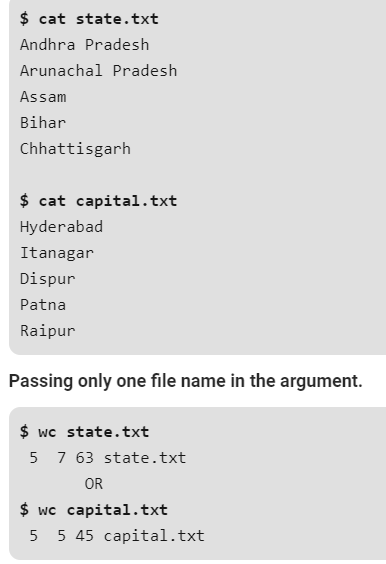 $ cat state.txt
Andhra Pradesh
Arunachal Pradesh
Assam
Bihar
Chhattisgarh
$ cat capital.txt
Hyderabad
Itanagar
Dispur
Patna
Raipur
Passing only one file name in the argument.
$ wc state.txt
5  7 63 state.txt
OR
$ wc capital.txt
5  5 45 capital.txt